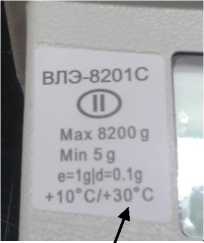 ВЛЭ-8201С
II
Max 8200 g
Min 5 g
e=1g|d=0.1g
+10°C/+30°C